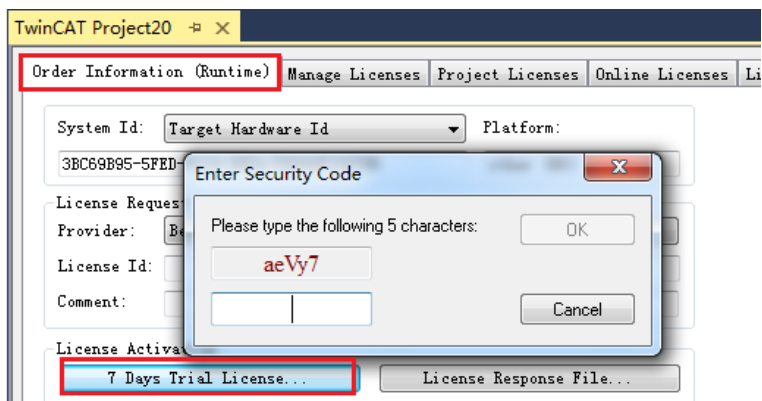 TwinCAT Project20
Order Information (Runtime) Manage Licenses Project Licenses Online Licenses
System Id: Target Hardware Id Platform:
3BC69B95-5FED-
Enter Security Code
License Reques
Please type the following 5 characters: OK
Provider: Be
aeVy7
License Id:
Comment:
Cancel
License Activa
7 Days Trial License... License Response File...